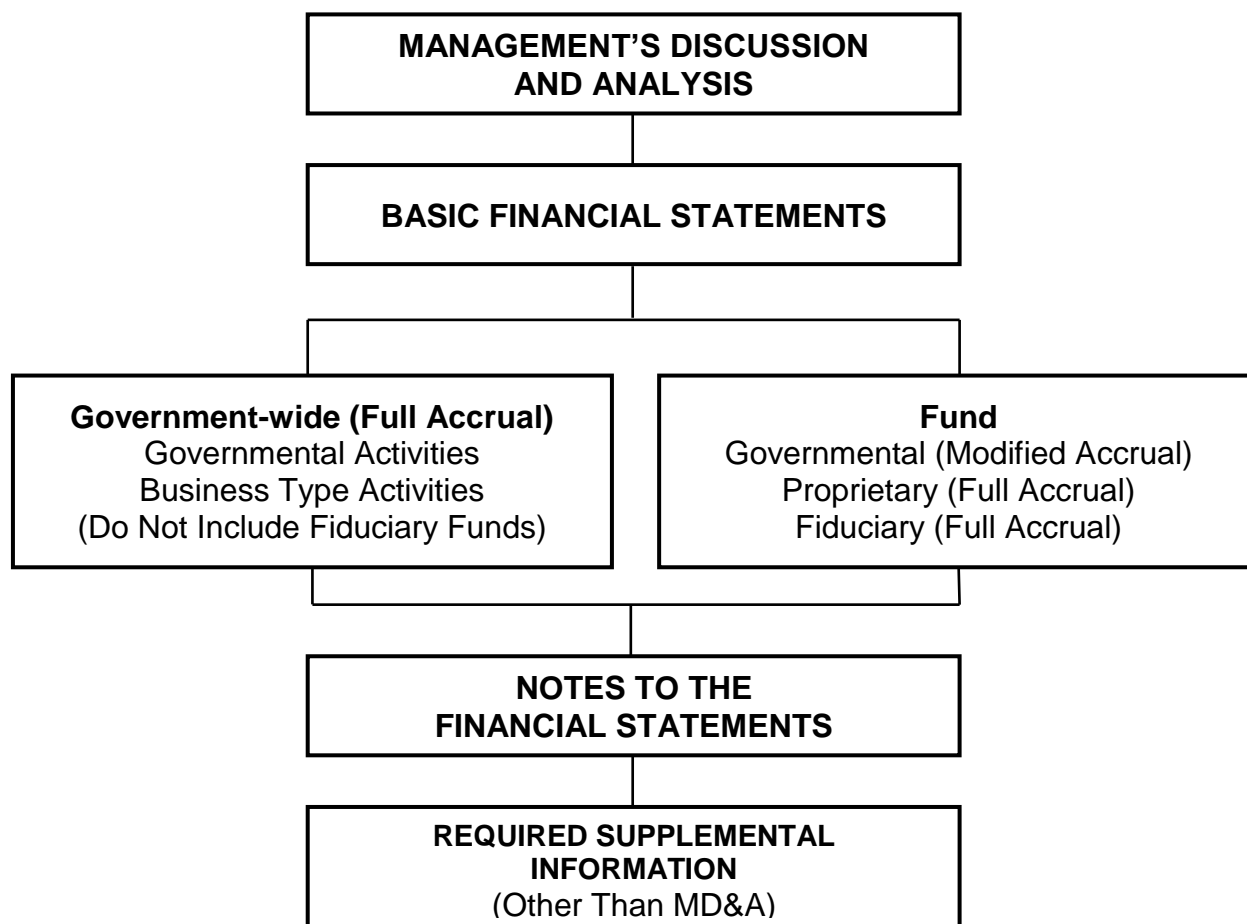 MANAGEMENT’S DISCUSSION
AND ANALYSIS
BASIC FINANCIAL STATEMENTS
Government-wide (Full Accrual)
Governmental Activities
Business Type Activities
(Do Not Include Fiduciary Funds)
Fund
Governmental (Modified Accrual)
Proprietary (Full Accrual)
Fiduciary (Full Accrual)
NOTES TO THE
FINANCIAL STATEMENTS
REQUIRED SUPPLEMENTAL
INFORMATION
(Other Than MD&A)